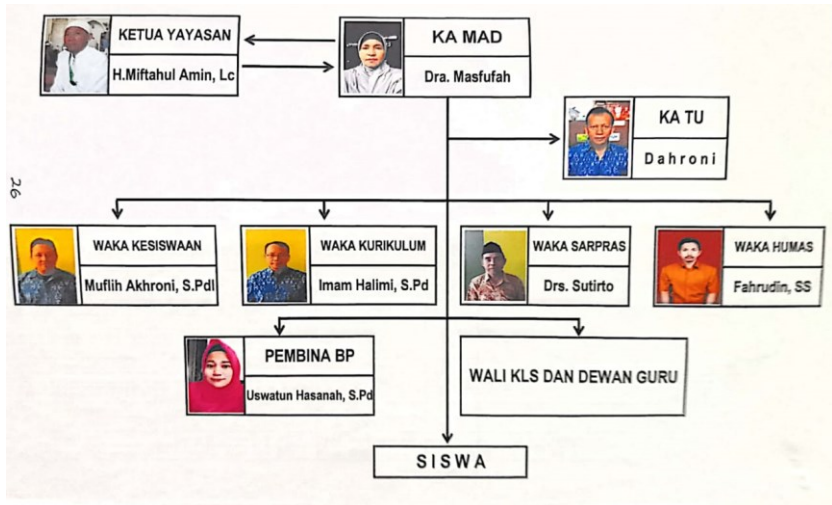 KETUA YAYASAN
H.Miftahul Amin, Lc
KA MAD
Dra. Masfufah
KA TU
Dahroni
26
WAKA KESISWAAN
Muflih Akhroni, S.PdI
WAKA KURIKULUM
Imam Halimi, S.Pd
WAKA SARPRAS
Drs. Sutirto
WAKA HUMAS
Fahrudin, SS
PEMBINA BP
Uswatun Hasanah, S.Pd
WALI KLS DAN DEWAN GURU
SISWA